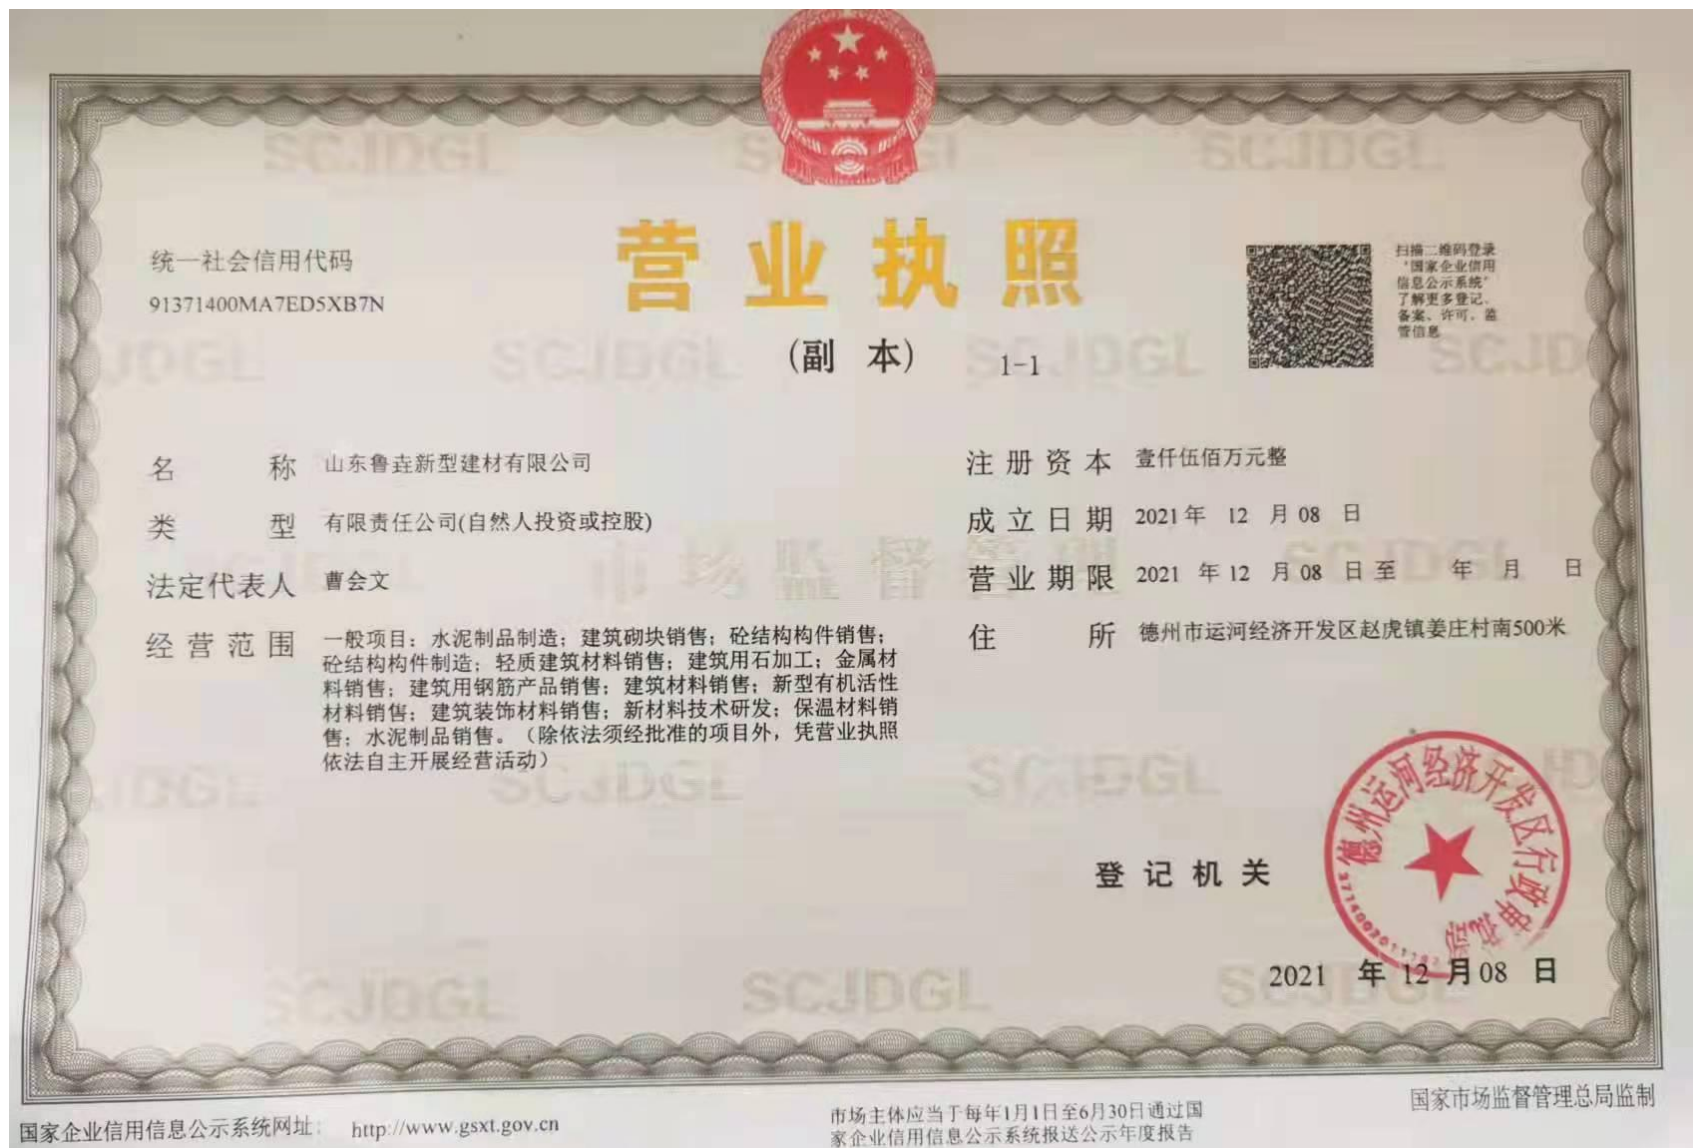 营业执照
(副 本) 1-1
统一社会信用代码
91371400MA7ED5XB7N
扫描二维码登录
“国家企业信用
信息公示系统”
了解更多登记、
备案、许可、监
管信息
名 称 山东鲁垚新型建材有限公司
类 型 有限责任公司(自然人投资或控股)
法定代表人 曹会文
经营范围 一般项目：水泥制品制造；建筑砌块销售；砼结构构件销售；
砼结构构件制造；轻质建筑材料销售；建筑用石加工；金属材
料销售；建筑用钢筋产品销售；建筑材料销售；新型有机活性
材料销售；建筑装饰材料销售；新材料技术研发；保温材料销
售；水泥制品销售。（除依法须经批准的项目外，凭营业执照
依法自主开展经营活动）
注册资本 壹仟伍佰万元整
成立日期 2021年 12 月08 日
营业期限 2021 年12 月08 日至 年 月 日
住 所 德州市运河经济开发区赵虎镇姜庄村南500米
登记机关
德州运河经济开发区行政审批部
2021 年 12 月08 日
国家企业信用信息公示系统网址： http://www.gsxt.gov.cn
市场主体应当于每年1月1日至6月30日通过国
家企业信用信息公示系统报送公示年度报告
国家市场监督管理总局监制